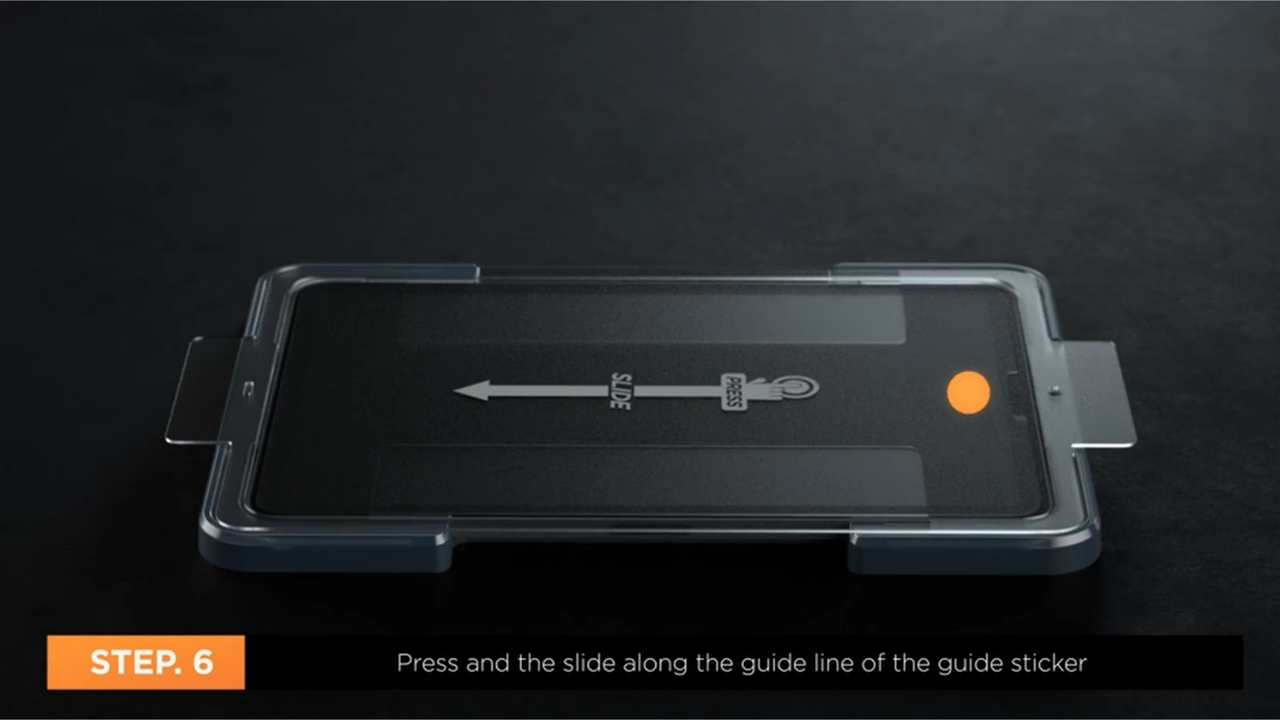 SLIDE
PRESS
STEP. 6
Press and the slide along the guide line of the guide sticker